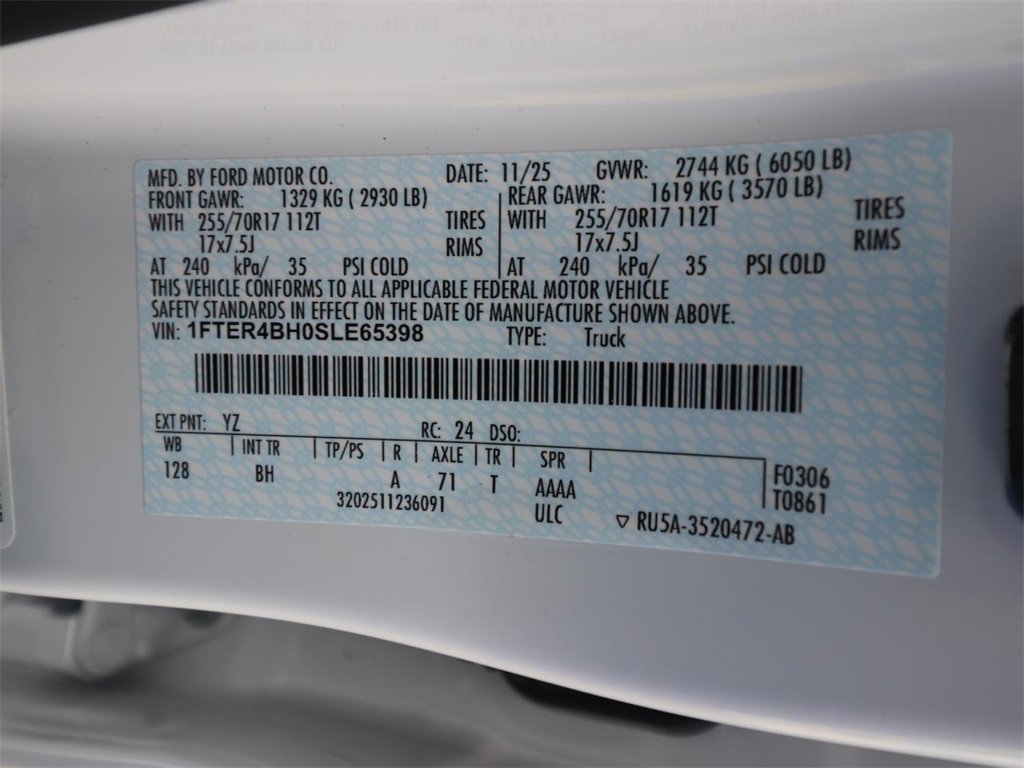 MFD. BY FORD MOTOR CO. DATE: 11/25 GVWR: 2744 KG ( 6050 LB)
FRONT GAWR: 1329 KG ( 2930 LB) REAR GAWR: 1619 KG ( 3570 LB)
WITH 255/70R17 112T TIRES WITH 255/70R17 112T TIRES
17x7.5J RIMS 17x7.5J RIMS
AT 240 kPa/ 35 PSI COLD AT 240 kPa/ 35 PSI COLD
THIS VEHICLE CONFORMS TO ALL APPLICABLE FEDERAL MOTOR VEHICLE
SAFETY STANDARDS IN EFFECT ON THE DATE OF MANUFACTURE SHOWN ABOVE.
VIN: 1FTER4BH0SLE65398 TYPE: Truck
EXT PNT: YZ RC: 24 DSO:
WB INT TR TP/PS R AXLE TR SPR
128 BH A 71 T AAAA F0306
3202511236091 ULC T0861
RU5A-3520472-AB